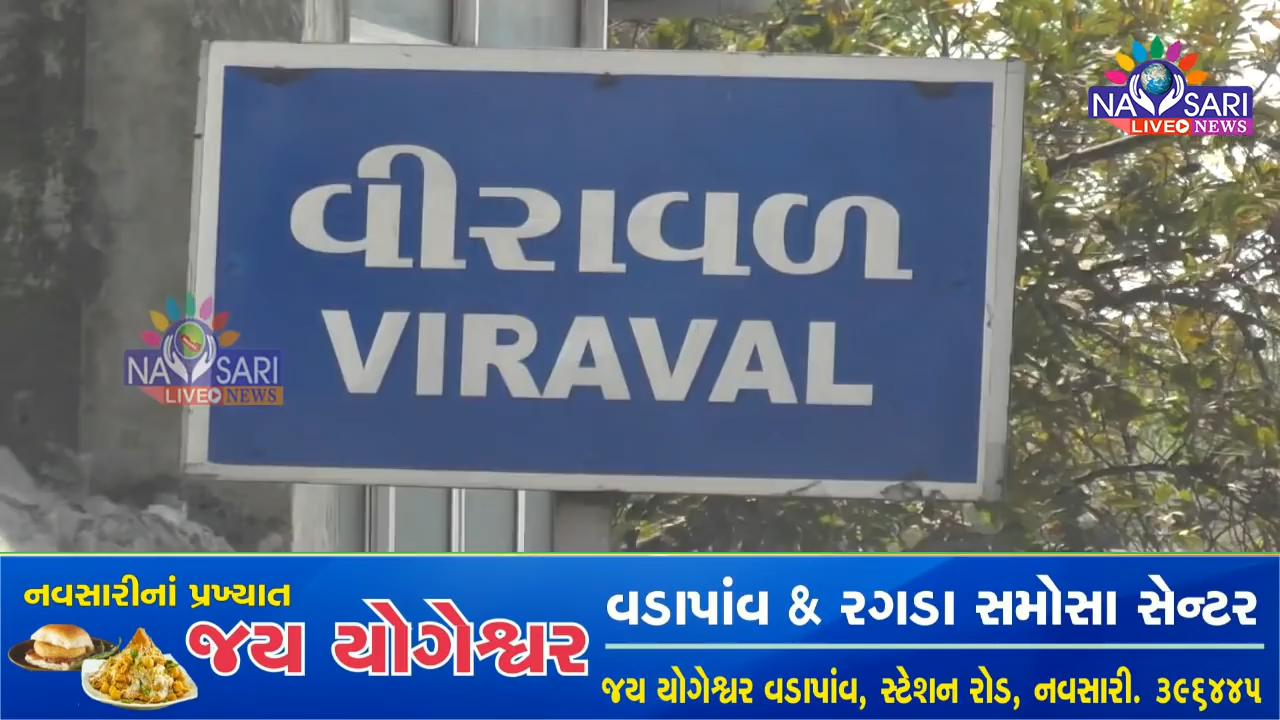 NAVSARI
LIVE NEWS
વીરાવળ
VIRAVAL
NAVSARI
LIVE NEWS
નવસારીનાં પ્રખ્યાત
જય યોગેશ્વર
વડાપાંવ & રગડા સમોસા સેન્ટર
જય યોગેશ્વર વડાપાંવ, સ્ટેશન રોડ, નવસારી. ૩૯૬૪૪૫